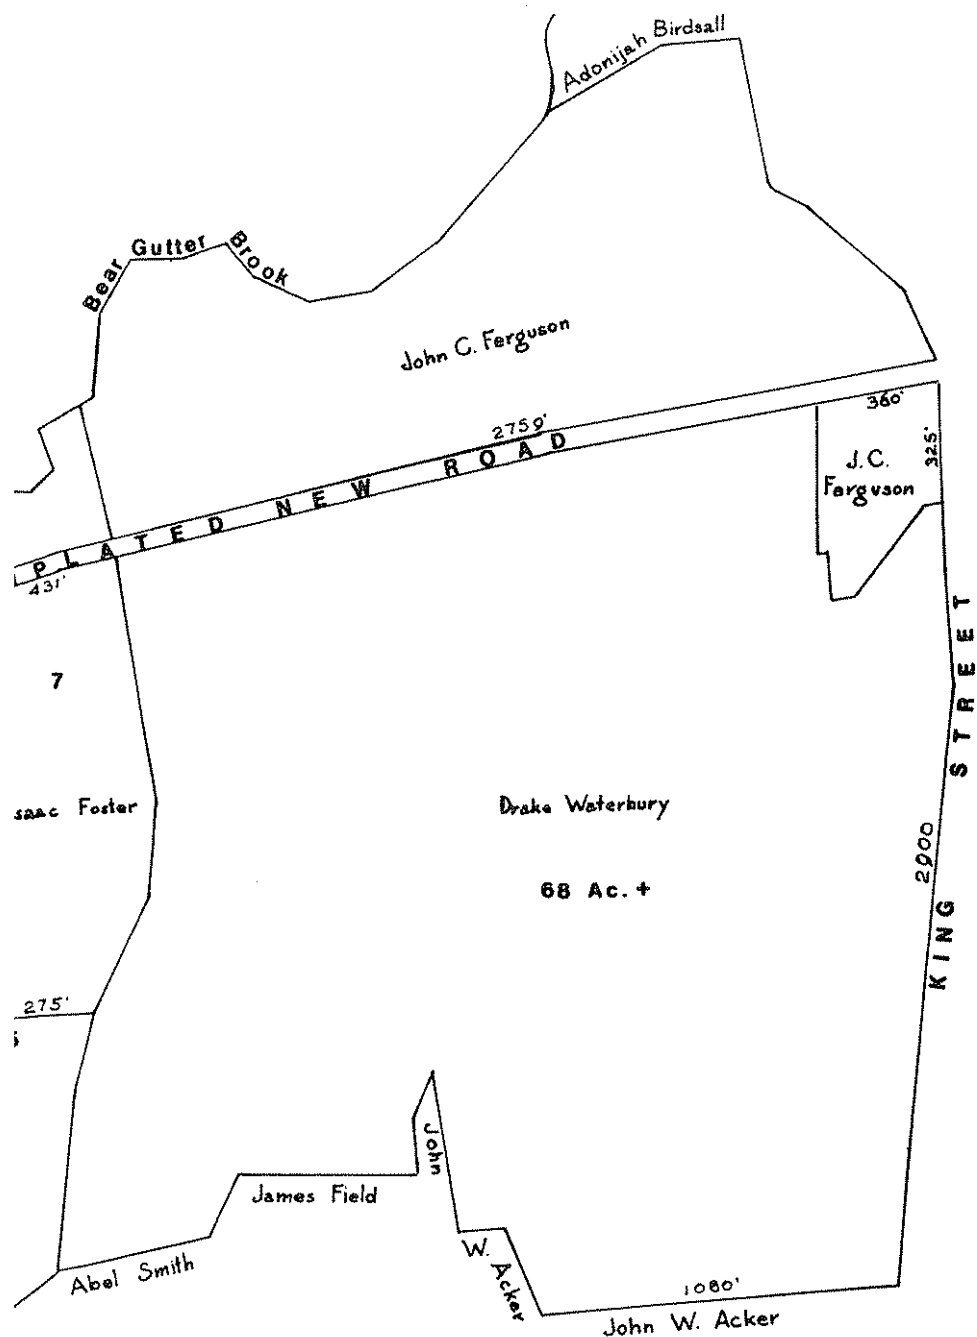 Adonijah Birdsall
Bear Gutter Brook
John C. Ferguson
2759'
360'
325'
J.C.
Ferguson
PLATED NEW ROAD
431'
7
KING STREET
saac Foster
Drake Waterbury
68 Ac. +
2900
275'
John W. Acker
James Field
Abel Smith
1080'
John W. Acker